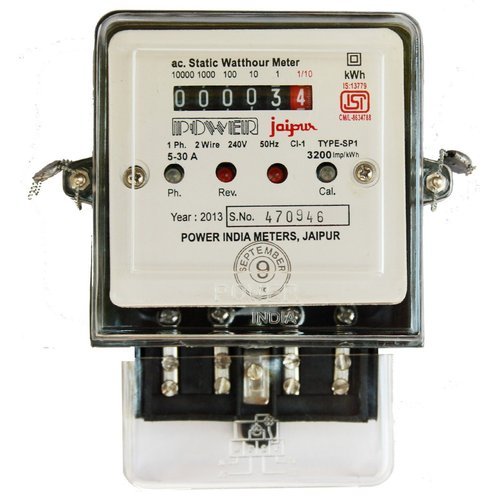 ac. Static Watthour Meter
10000 1000 100 10 1 1/10
kWh
IS:13779
0 0 0 0 3 4
ISI
CM/L-8634788
POWER jaipur
1 Ph. 2 Wire 240V 50Hz Cl-1 TYPE-SP1
5-30 A 3200 Imp/kWh
Ph. Rev. Cal.
Year : 2013 S.No. 470946
POWER INDIA METERS, JAIPUR
SEPTEMBER
9
POWER
INDIA